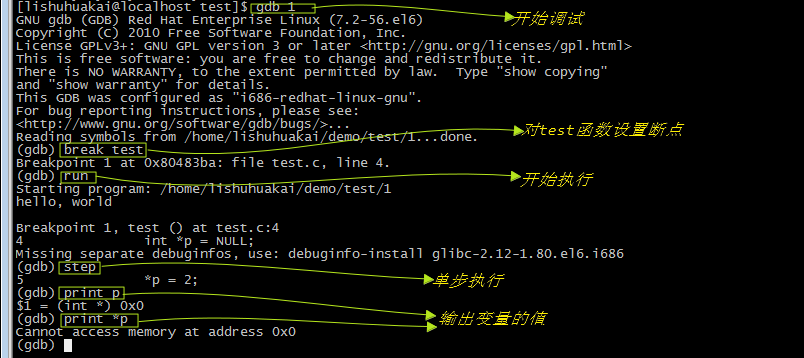 [lishuhuakai@localhost test]$ gdb 1
开始调试
GNU gdb (GDB) Red Hat Enterprise Linux (7.2-56.el6)
Copyright (C) 2010 Free Software Foundation, Inc.
License GPLv3+: GNU GPL version 3 or later <http://gnu.org/licenses/gpl.html>
This is free software: you are free to change and redistribute it.
There is NO WARRANTY, to the extent permitted by law.  Type "show copying"
and "show warranty" for details.
This GDB was configured as "i686-redhat-linux-gnu".
For bug reporting instructions, please see:
<http://www.gnu.org/software/gdb/bugs/>...
Reading symbols from /home/lishuhuakai/demo/test/1...done.
对test函数设置断点
(gdb) break test
Breakpoint 1 at 0x80483ba: file test.c, line 4.
(gdb) run
开始执行
Starting program: /home/lishuhuakai/demo/test/1
hello, world
Breakpoint 1, test () at test.c:4
4 int *p = NULL;
Missing separate debuginfos, use: debuginfo-install glibc-2.12-1.80.el6.i686
(gdb) step
单步执行
5 *p = 2;
(gdb) print p
$1 = (int *) 0x0
(gdb) print *p
输出变量的值
Cannot access memory at address 0x0
(gdb)